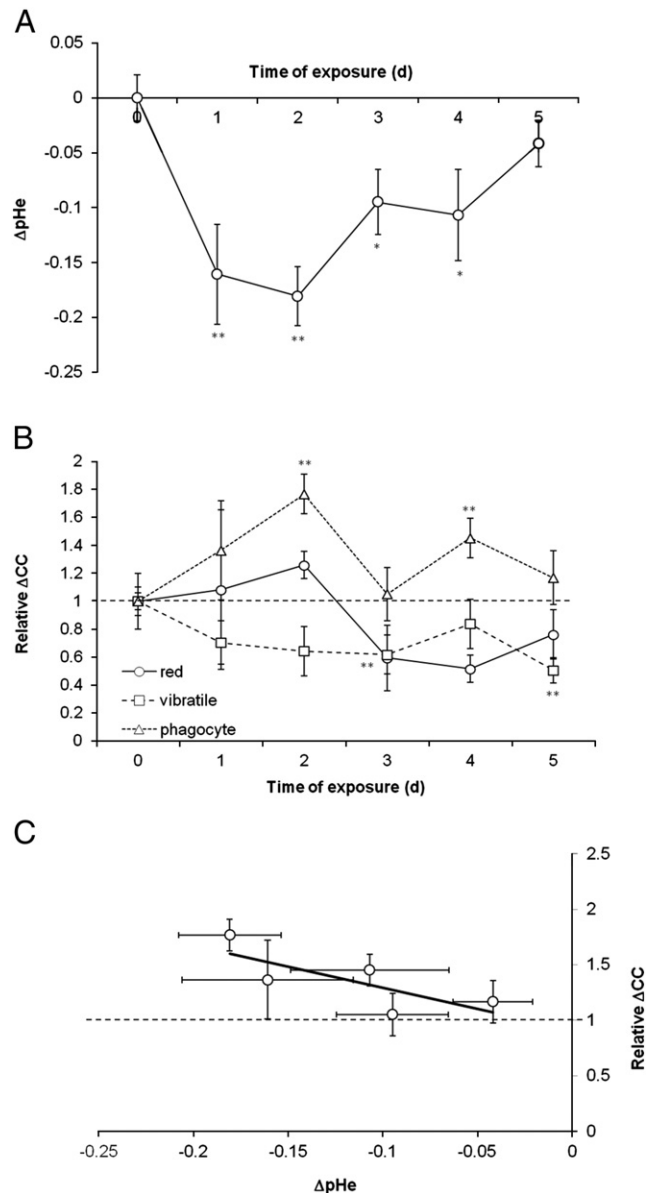 A
0.05
Time of exposure (d)
0
0 1 2 3 4 5
-0.05
-0.1
-0.15
-0.2
-0.25
ΔpHe
** ** * *
B
2
1.8
1.6
1.4
1.2
1
0.8
0.6
0.4
0.2
0
Relative ΔCC
** ** ** **
red
vibratile
phagocyte
0 1 2 3 4 5
Time of exposure (d)
C
2.5
2
1.5
1
0.5
0
Relative ΔCC
-0.25 -0.2 -0.15 -0.1 -0.05 0
ΔpHe